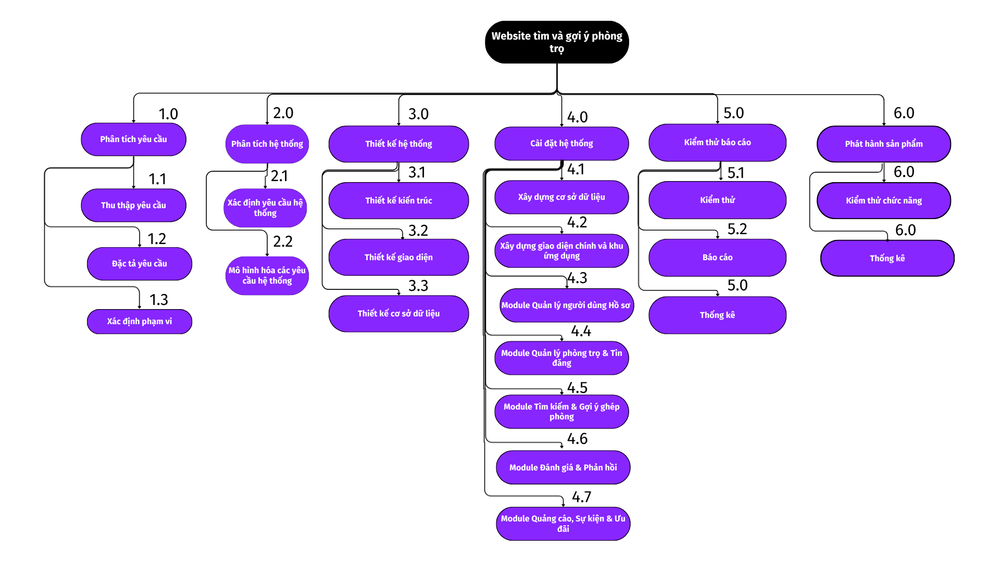 Website tìm và gợi ý phòng
trọ
1.0
Phân tích yêu cầu
1.1
Thu thập yêu cầu
1.2
Đặc tả yêu cầu
1.3
Xác định phạm vi
2.0
Phân tích hệ thống
2.1
Xác định yêu cầu hệ
thống
2.2
Mô hình hóa các yêu
cầu hệ thống
3.0
Thiết kế hệ thống
3.1
Thiết kế kiến trúc
3.2
Thiết kế giao diện
3.3
Thiết kế cơ sở dữ liệu
4.0
Cài đặt hệ thống
4.1
Xây dựng cơ sở dữ liệu
4.2
Xây dựng giao diện chính và khu
ứng dụng
4.3
Module Quản lý người dùng Hồ sơ
4.4
Module Quản lý phòng trọ & Tin
đăng
4.5
Module Tìm kiếm & Gợi ý ghép
phòng
4.6
Module Đánh giá & Phản hồi
4.7
Module Quảng cáo, Sự kiện & Ưu
đãi
5.0
Kiểm thử báo cáo
5.1
Kiểm thử
5.2
Báo cáo
5.0
Thống kê
6.0
Phát hành sản phẩm
6.0
Kiểm thử chức năng
6.0
Thống kê